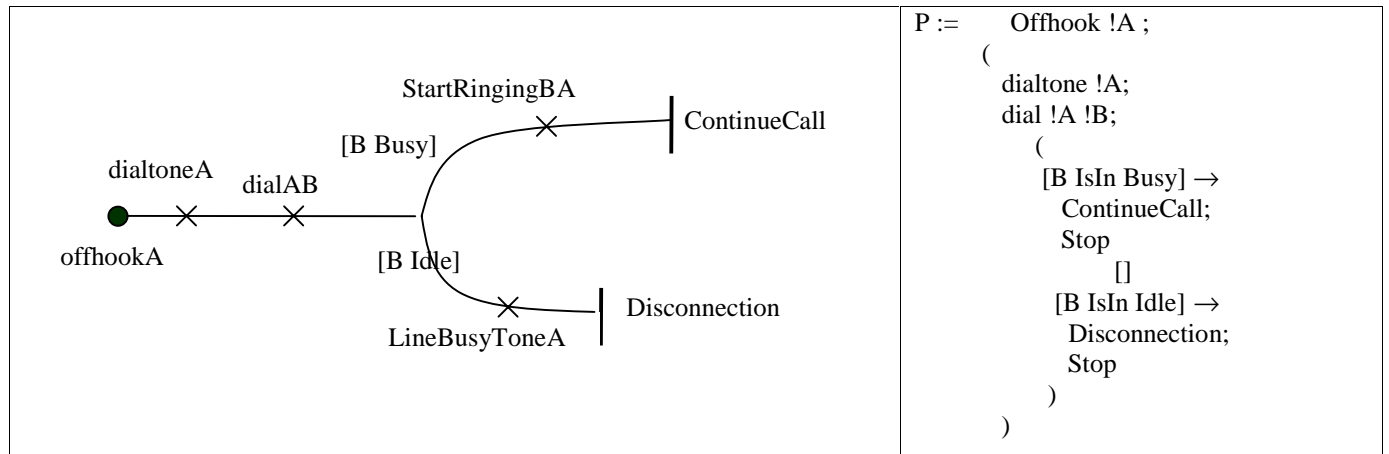 StartRingingBA
ContinueCall
[B Busy]
dialtoneA
dialAB
offhookA
[B Idle]
Disconnection
LineBusyToneA
P := Offhook !A ;
(
dialtone !A;
dial !A !B;
(
[B IsIn Busy] →
ContinueCall;
Stop
[]
[B IsIn Idle] →
Disconnection;
Stop
)
)